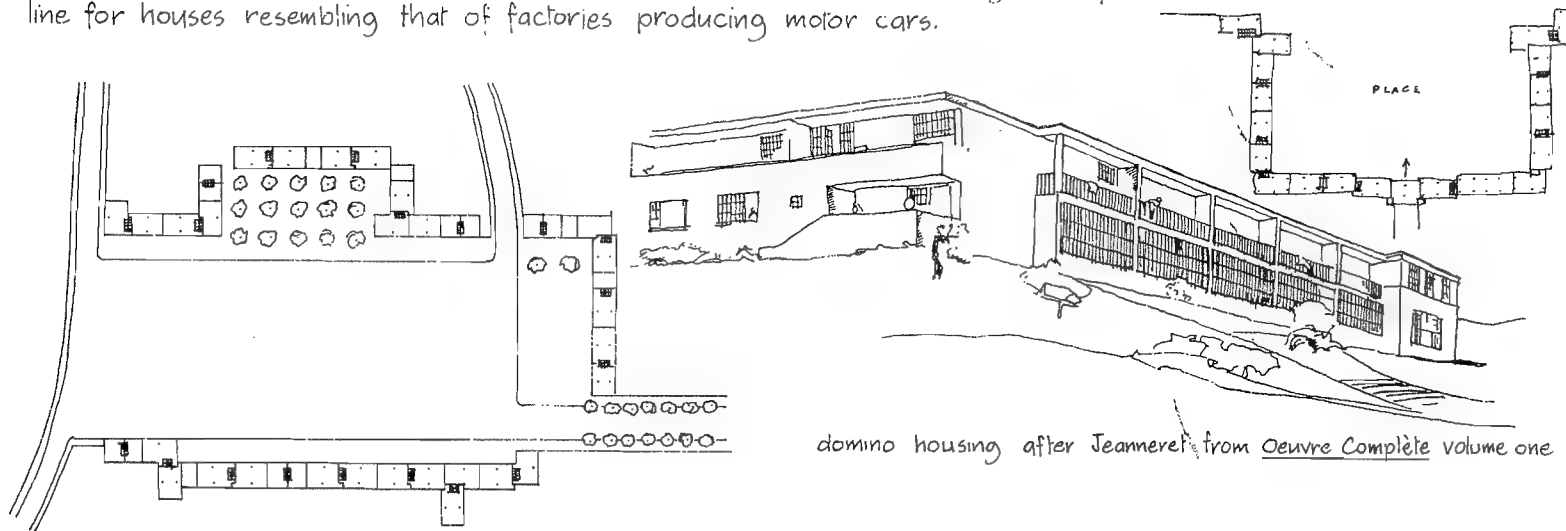 line for houses resembling that of factories producing motor cars.
PLACE
domino housing after Jeanneret from Oeuvre Complète volume one